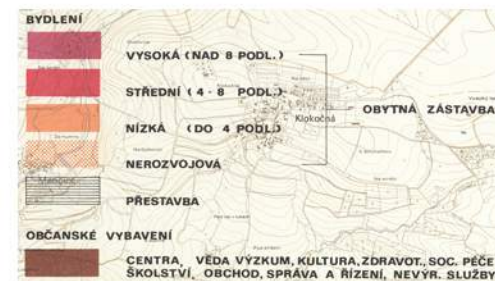 BYDLENÍ
VYSOKÁ (NAD 8 PODL.)
STŘEDNÍ (4 - 8 PODL.)
Klokočná
OBYTNÁ ZÁSTAVBA
NÍZKÁ (DO 4 PODL.)
NEROZVOJOVÁ
PŘESTAVBA
OBČANSKÉ VYBAVENÍ
CENTRA, VĚDA VÝZKUM, KULTURA, ZDRAVOT., SOC. PÉČE
ŠKOLSTVÍ, OBCHOD, SPRÁVA A ŘÍZENÍ, NEVÝR. SLUŽBY